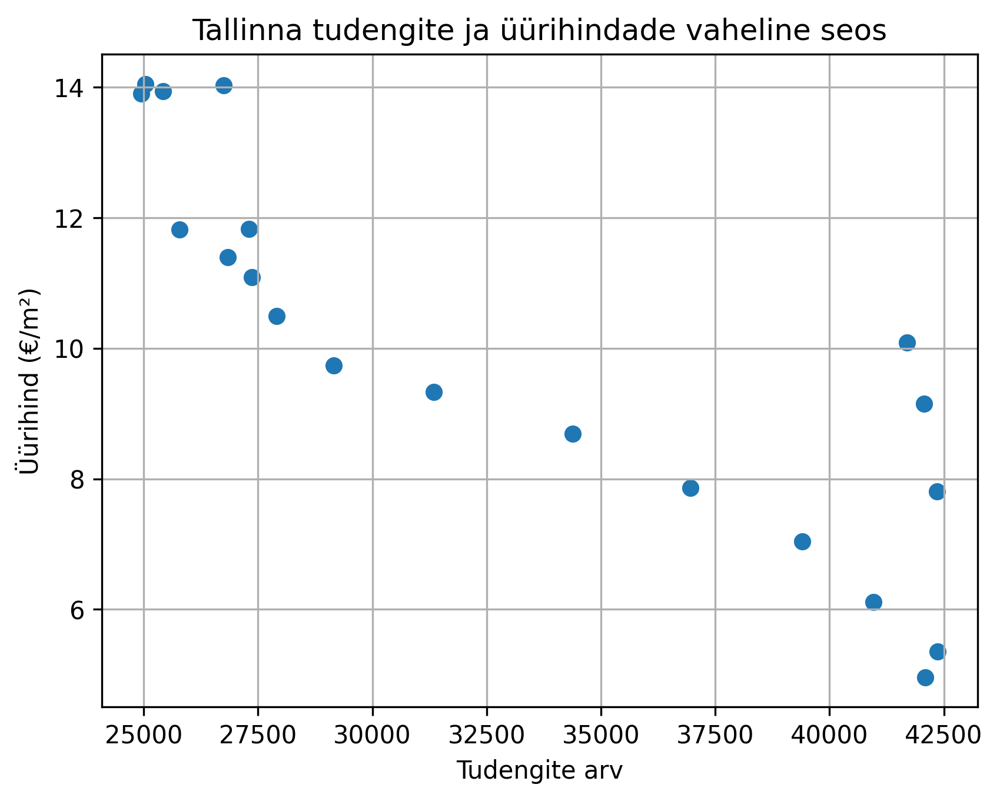 Tallinna tudengite ja üürihindade vaheline seos
Üürihind (€/m²)
14
12
10
8
6
25000 27500 30000 32500 35000 37500 40000 42500
Tudengite arv